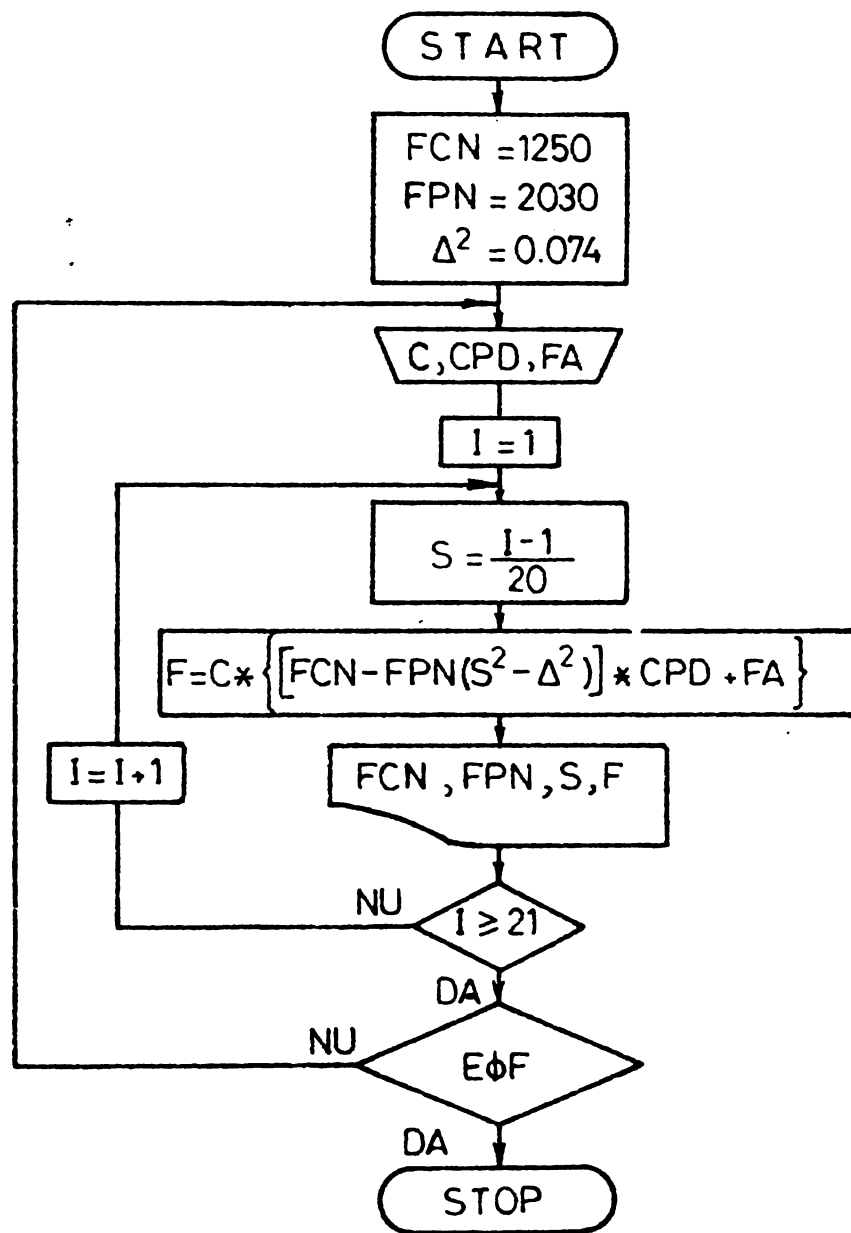 START
FCN = 1250
FPN = 2030
Δ² = 0.074
C, CPD, FA
I = 1
S = \frac{I-1}{20}
F=C*{[FCN-FPN(S²-Δ²)]*CPD+FA}
I=I+1
FCN, FPN, S, F
NU
I ≥ 21
DA
NU
EϕF
DA
STOP